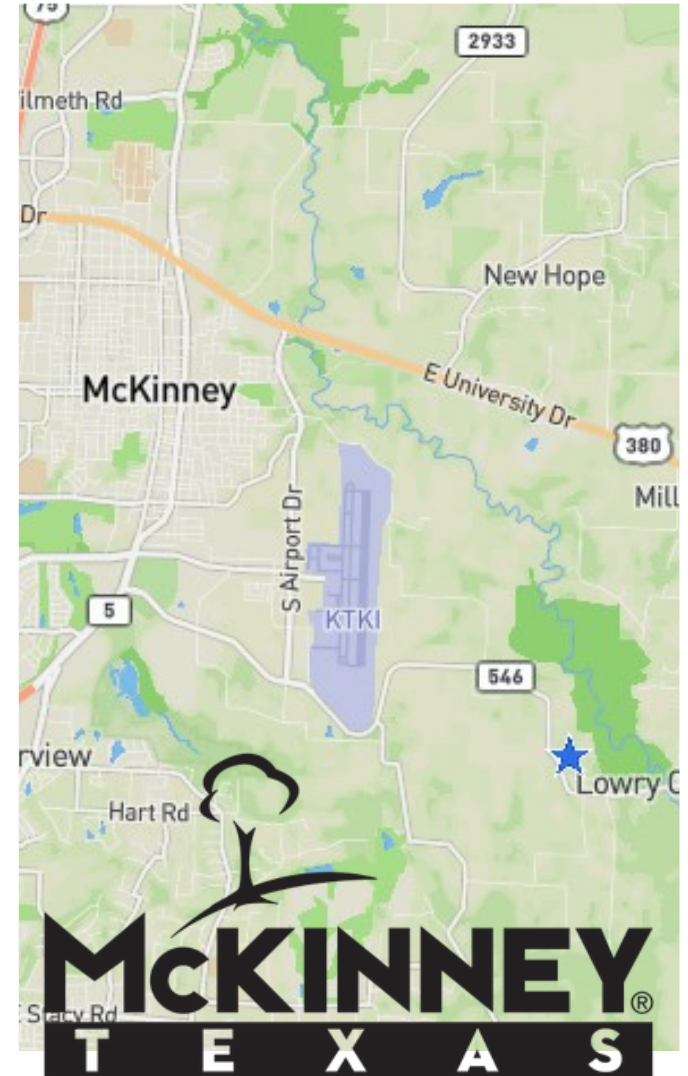 75
ilmeth Rd
2933
Dr
New Hope
McKinney
E University Dr
380
Mill
S Airport Dr
5
KTKI
546
rview
Lowry C
Hart Rd
McKINNEY®
E Stacy Rd
TEXAS